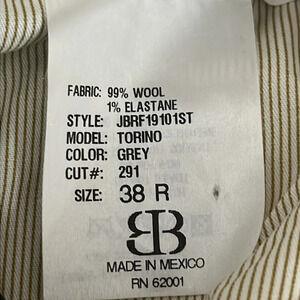 FABRIC: 99% WOOL
1% ELASTANE
STYLE: JBRF19101ST
MODEL: TORINO
COLOR: GREY
CUT#: 291
SIZE: 38 R
MADE IN MEXICO
RN 62001